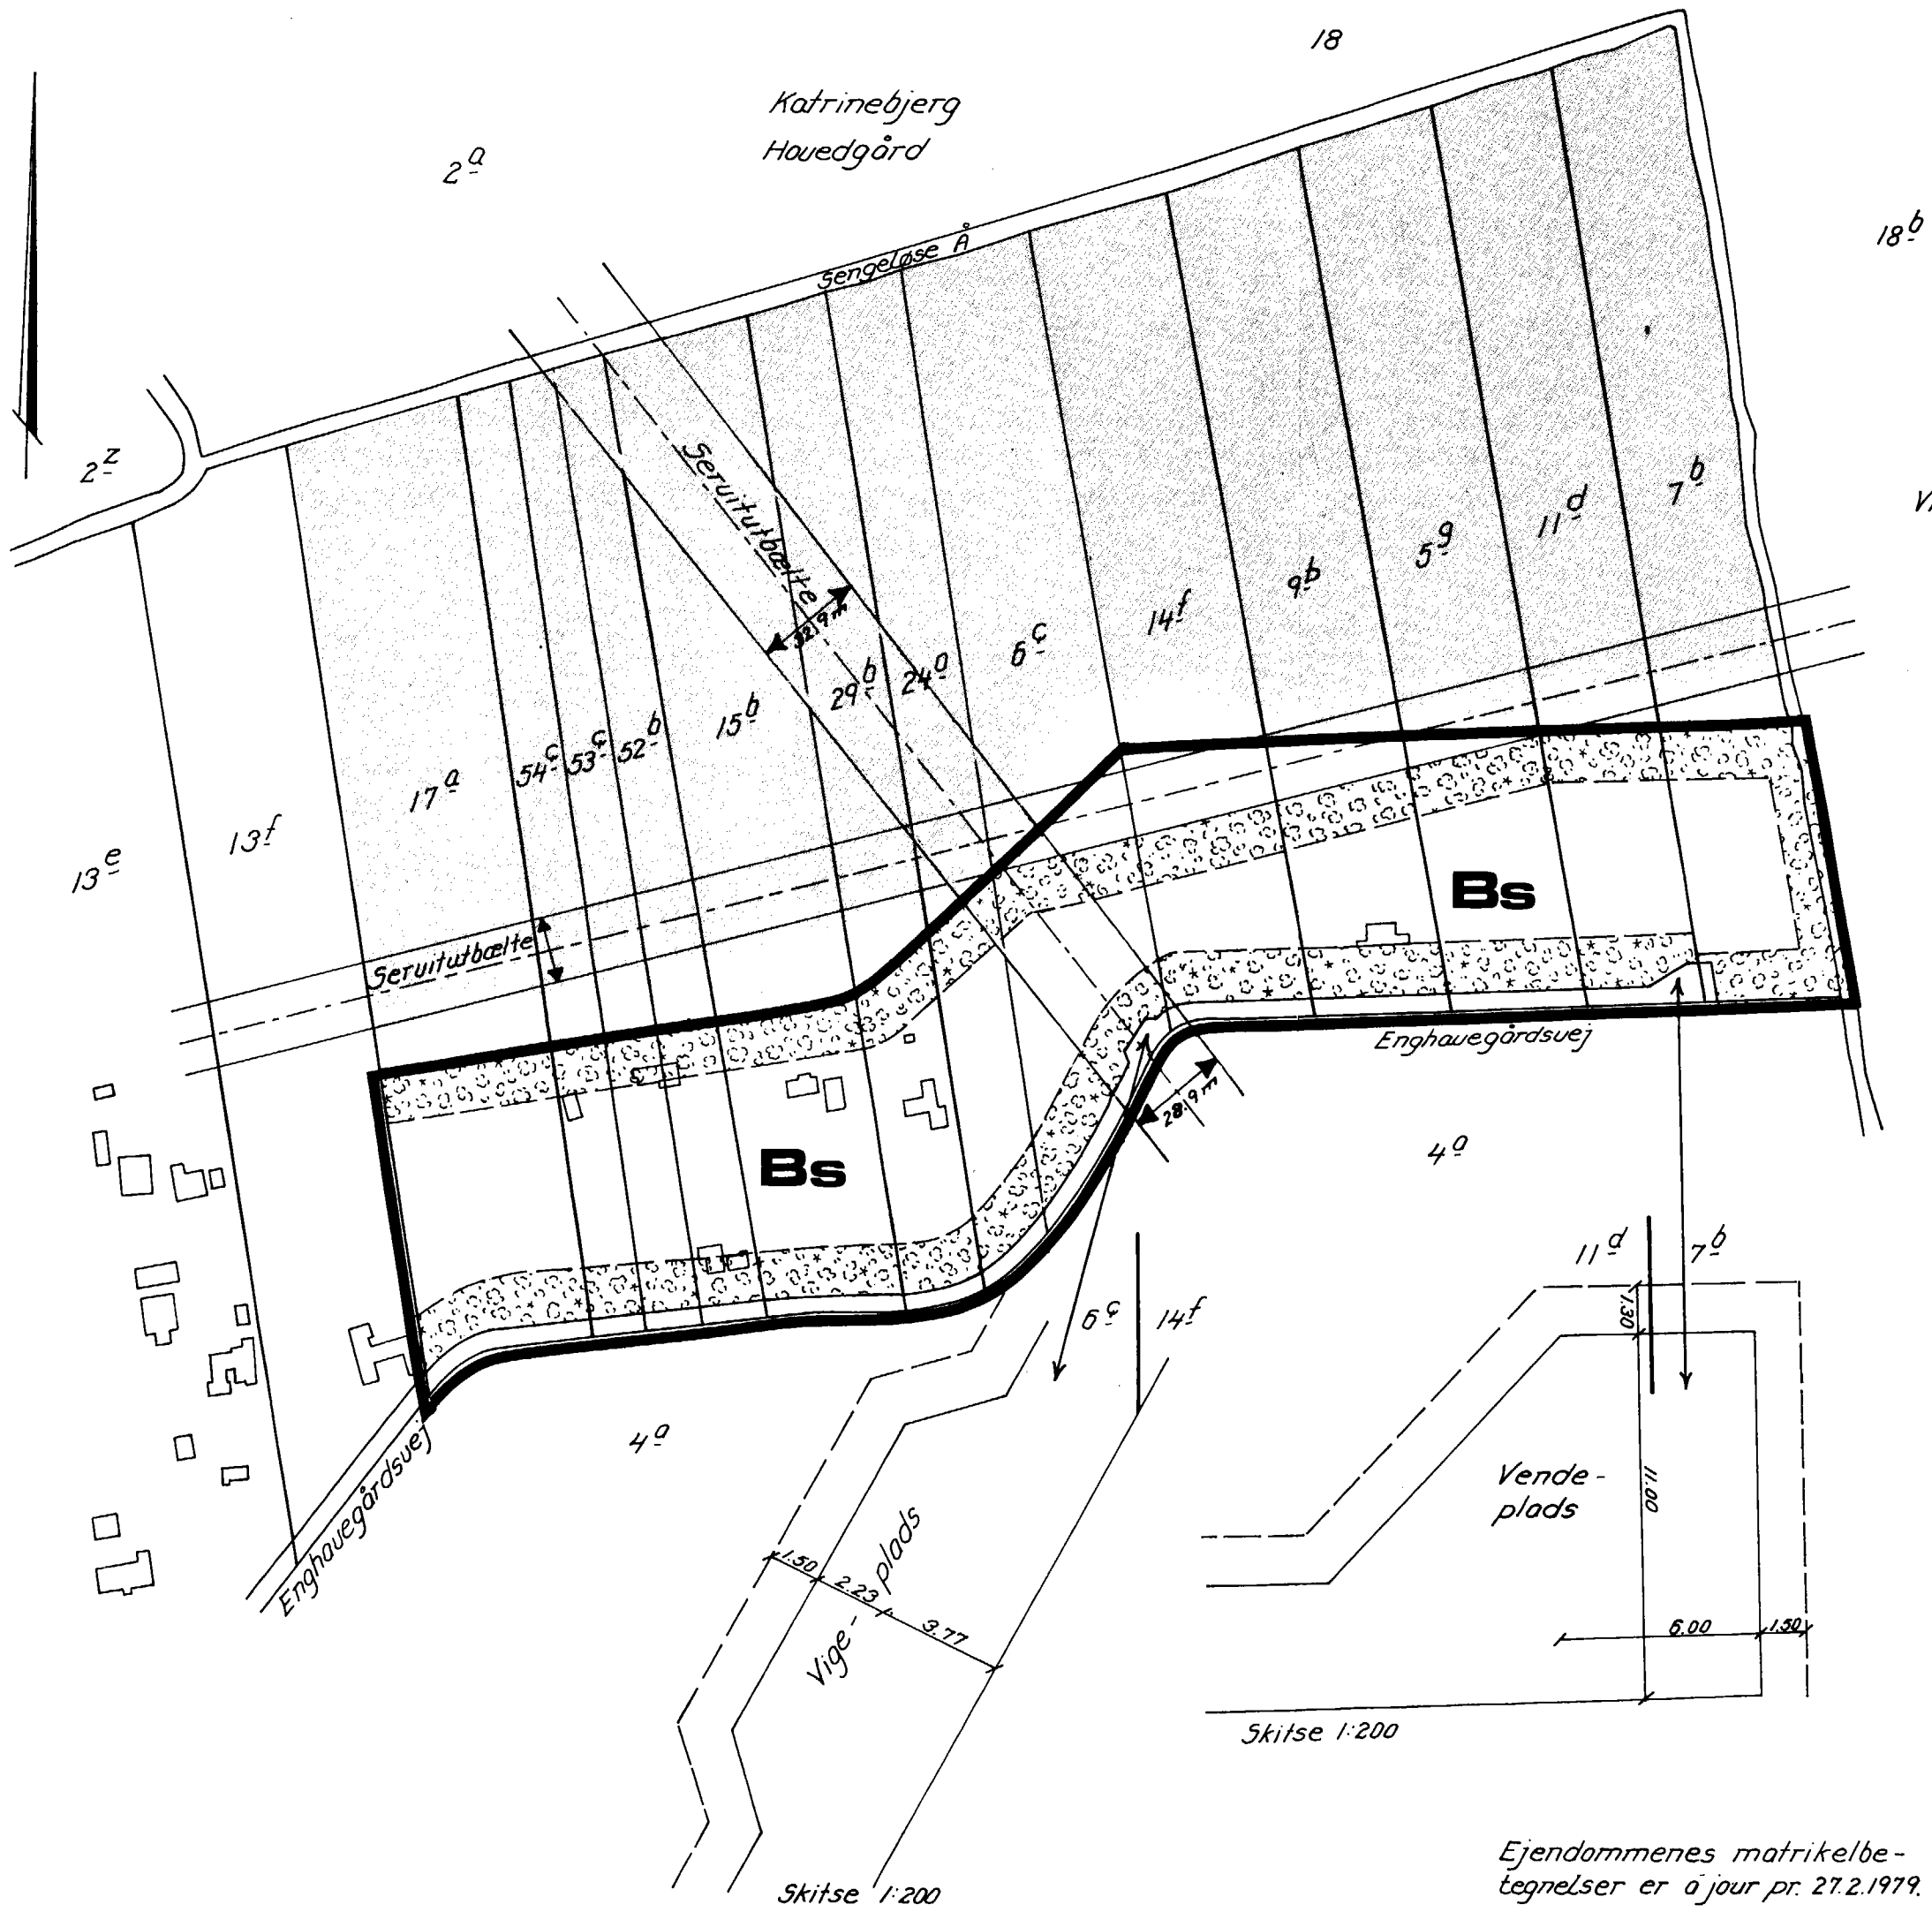 18
Katrinebjerg
Hovedgård
2a
18b
Sengeløse Å
2z
Servitutbælte
32.9 m
7b
11d
5g
9b
14f
6c
24a
29b
15b
52b
53c
54c
17a
13f
13e
Servitutbælte
Bs
Enghavegårdsvej
28.9 m
Bs
4a
11d
7b
6c
14f
1.30
4a
Enghavegårdsvej
Vende-
plads
11.00
Vige-
plads
1.50
2.23
3.77
6.00
1.50
Skitse 1:200
Skitse 1:200
Ejendommenes matrikelbe-
tegnelser er á jour pr. 27.2.1979.